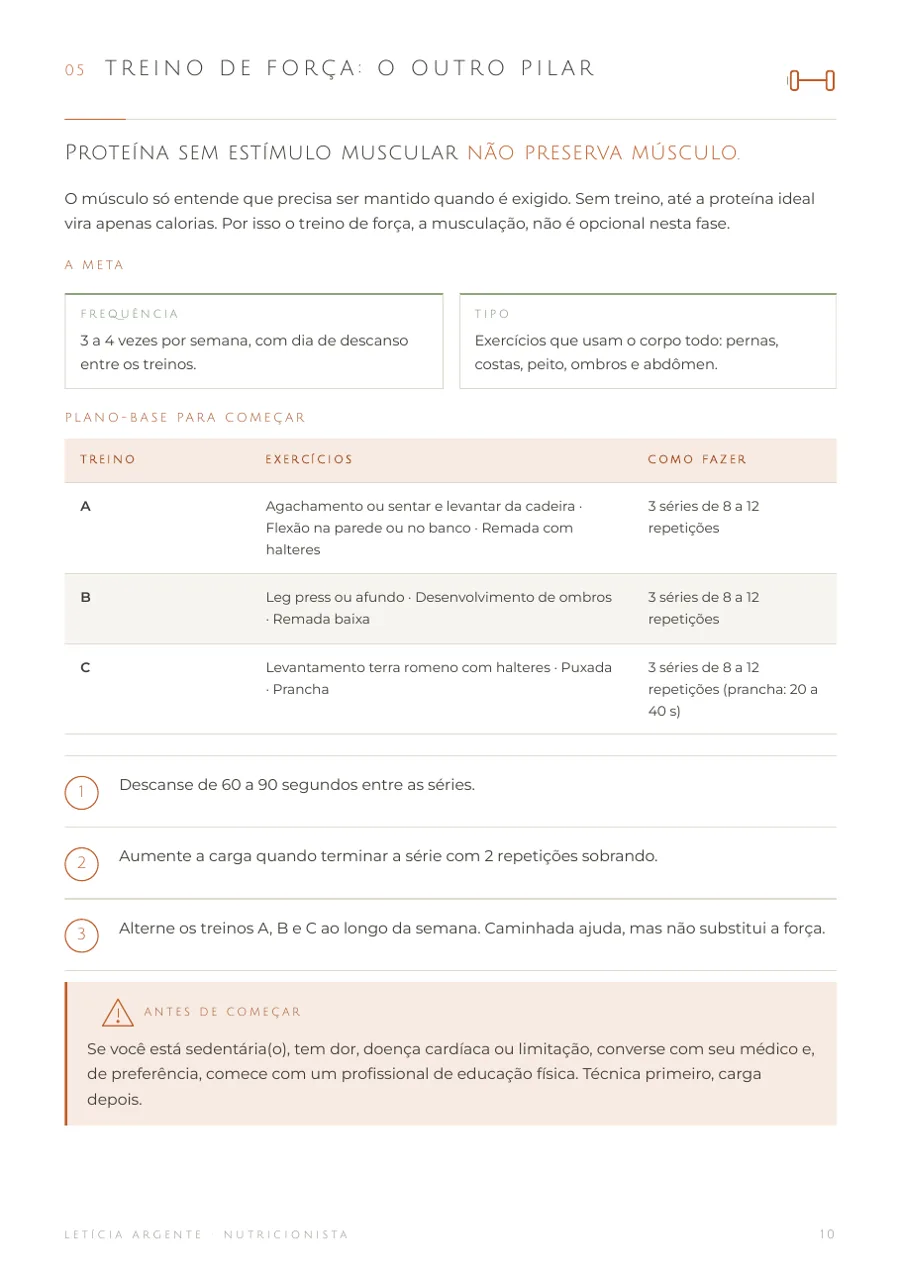 05 TREINO DE FORÇA: O OUTRO PILAR
PROTEÍNA SEM ESTÍMULO MUSCULAR NÃO PRESERVA MÚSCULO.
O músculo só entende que precisa ser mantido quando é exigido. Sem treino, até a proteína ideal
vira apenas calorias. Por isso o treino de força, a musculação, não é opcional nesta fase.
A META
FREQUÊNCIA
3 a 4 vezes por semana, com dia de descanso
entre os treinos.
TIPO
Exercícios que usam o corpo todo: pernas,
costas, peito, ombros e abdômen.
PLANO-BASE PARA COMEÇAR
TREINO EXERCÍCIOS COMO FAZER
A
Agachamento ou sentar e levantar da cadeira ·
Flexão na parede ou no banco · Remada com
halteres
3 séries de 8 a 12
repetições
B
Leg press ou afundo · Desenvolvimento de ombros
· Remada baixa
3 séries de 8 a 12
repetições
C
Levantamento terra romeno com halteres · Puxada
· Prancha
3 séries de 8 a 12
repetições (prancha: 20 a
40 s)
1 Descanse de 60 a 90 segundos entre as séries.
2 Aumente a carga quando terminar a série com 2 repetições sobrando.
3 Alterne os treinos A, B e C ao longo da semana. Caminhada ajuda, mas não substitui a força.
ANTES DE COMEÇAR
Se você está sedentária(o), tem dor, doença cardíaca ou limitação, converse com seu médico e,
de preferência, comece com um profissional de educação física. Técnica primeiro, carga
depois.
LETÍCIA ARGENTE · NUTRICIONISTA 10